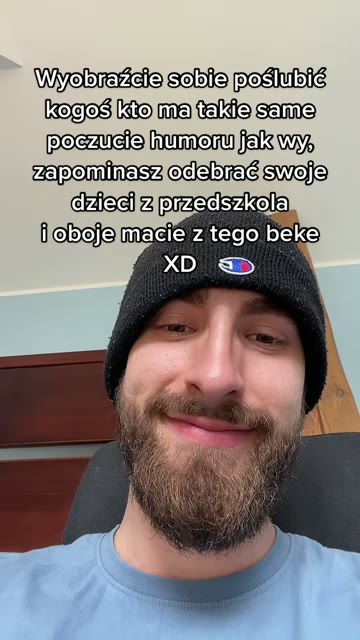 Wyobraźcie sobie poślubić
kogoś kto ma takie same
poczucie humoru jak wy,
zapominasz odebrać swoje
dzieci z przedszkola
i oboje macie z tego beke
XD